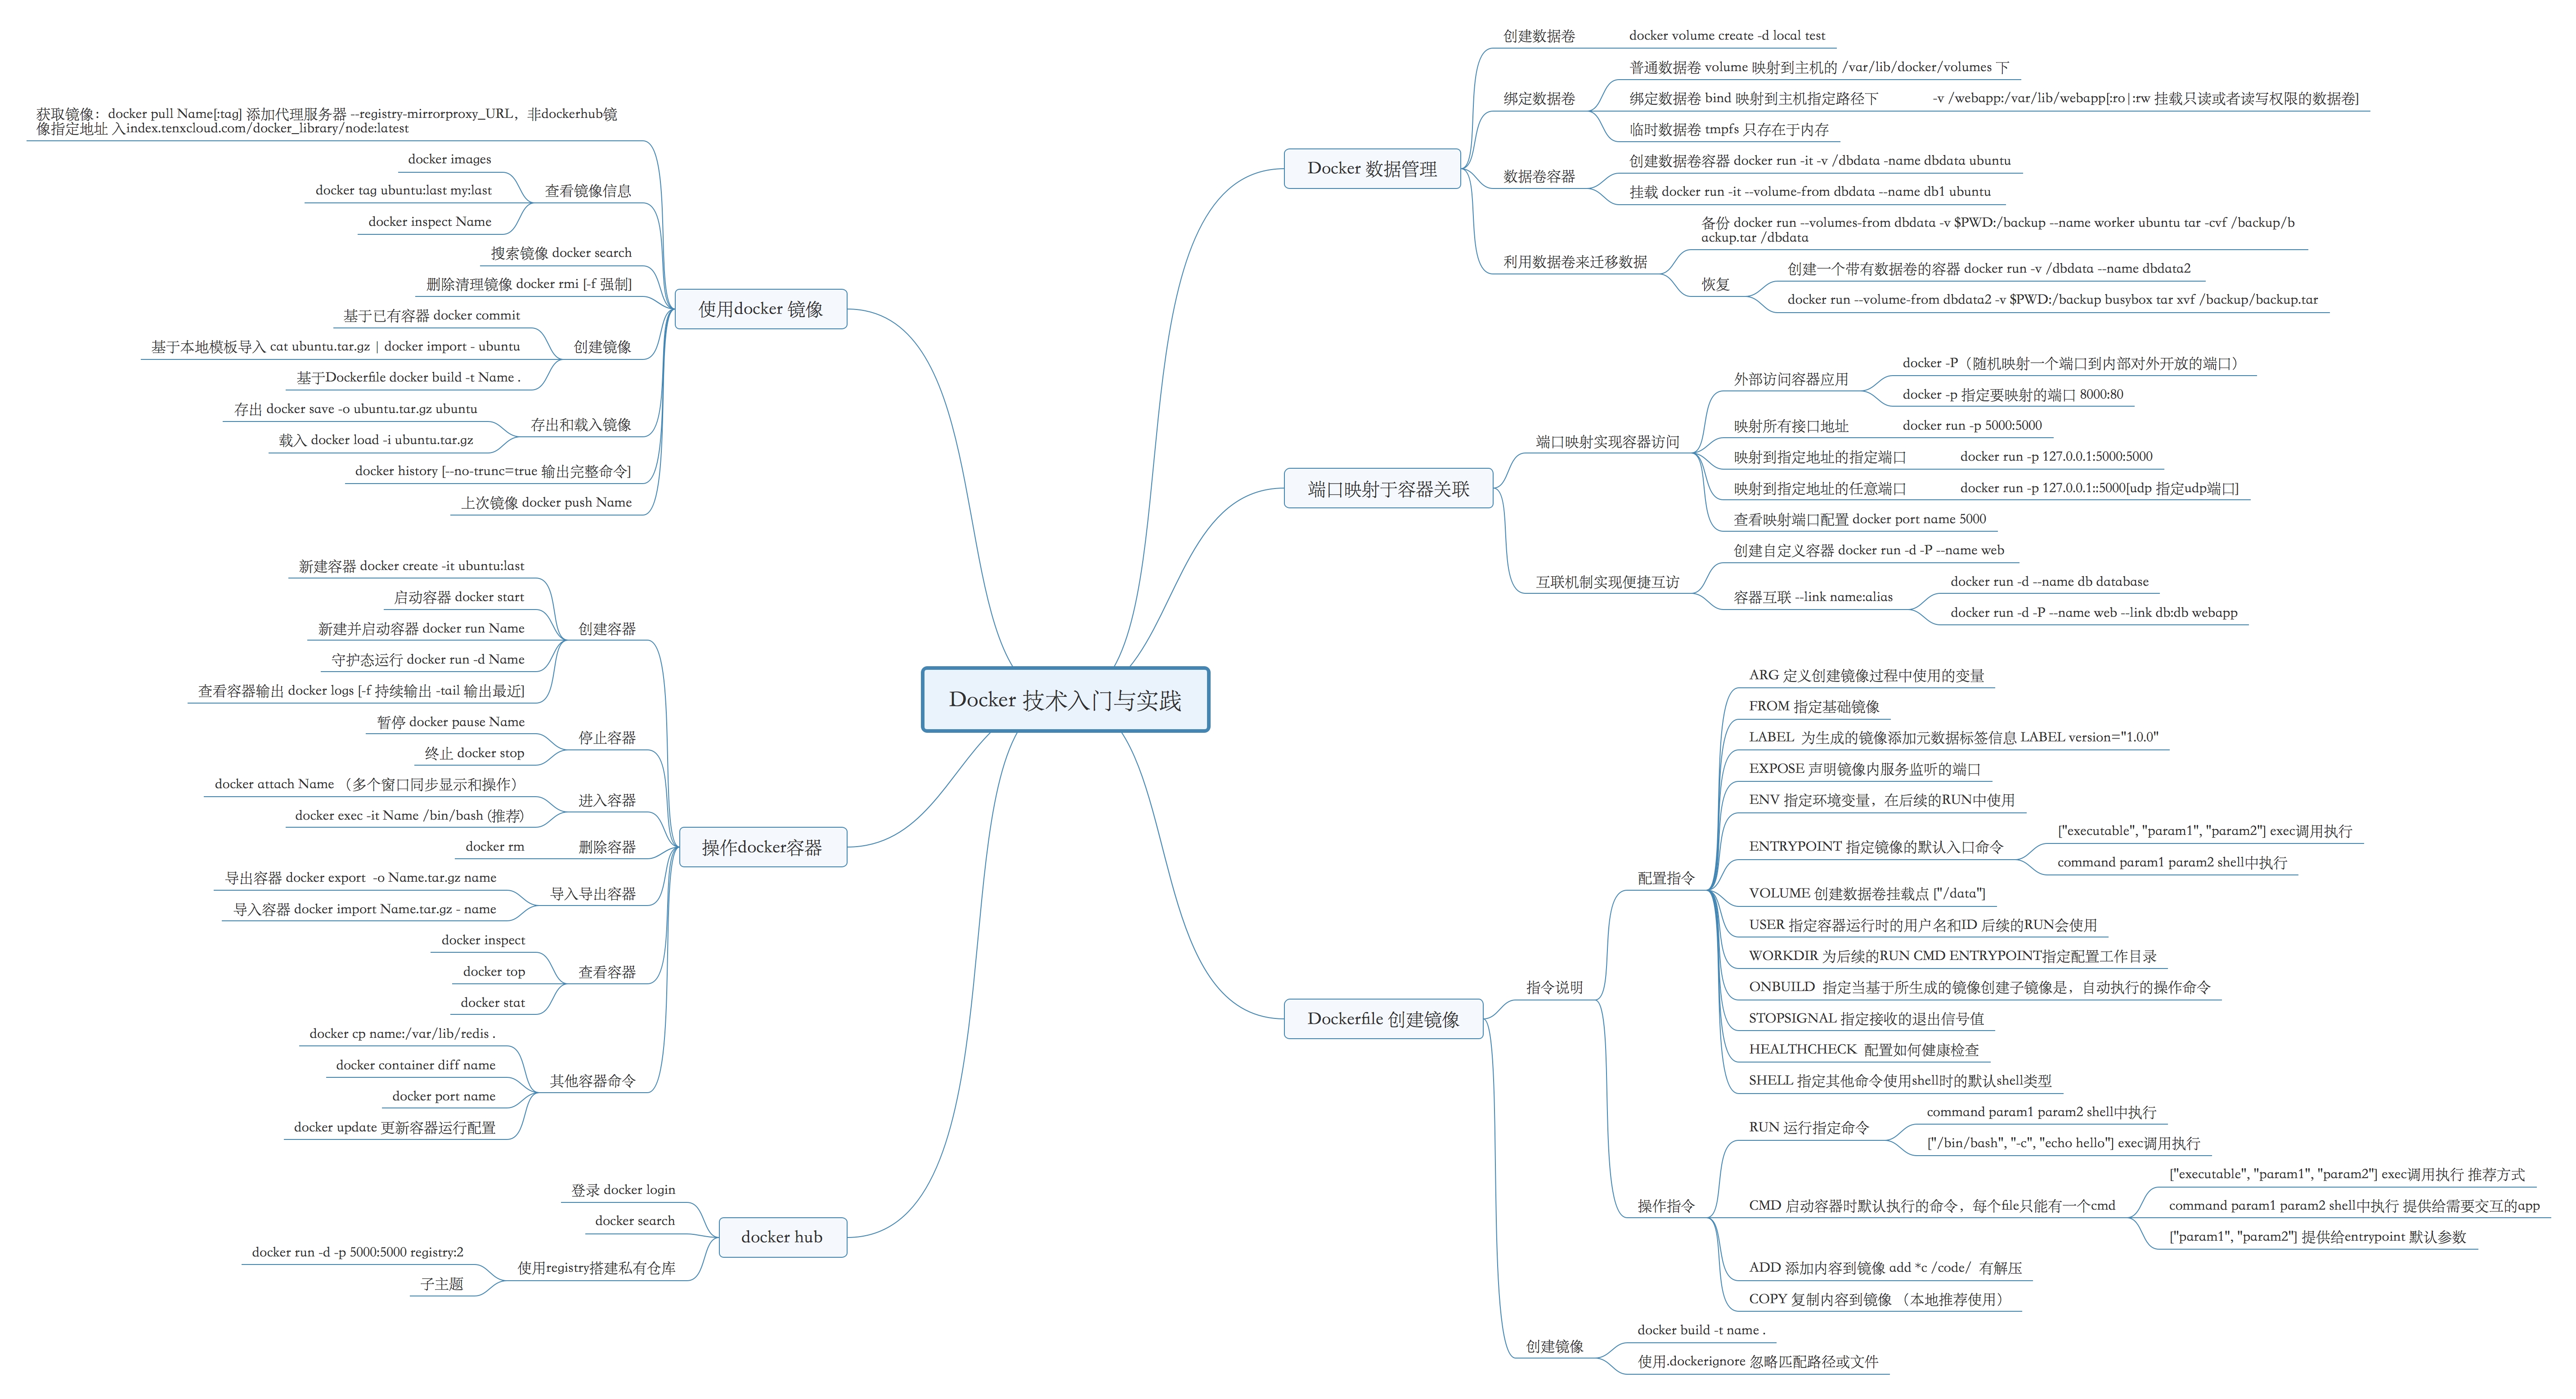 Docker 技术入门与实践
使用docker 镜像
获取镜像：docker pull Name[:tag] 添加代理服务器 --registry-mirrorproxy_URL，非dockerhub镜
像指定地址 入index.tenxcloud.com/docker_library/node:latest
查看镜像信息
docker images
docker tag ubuntu:last my:last
docker inspect Name
搜索镜像 docker search
删除清理镜像 docker rmi [-f 强制]
创建镜像
基于已有容器 docker commit
基于本地模板导入 cat ubuntu.tar.gz | docker import - ubuntu
基于Dockerfile docker build -t Name .
存出和载入镜像
存出 docker save -o ubuntu.tar.gz ubuntu
载入 docker load -i ubuntu.tar.gz
docker history [--no-trunc=true 输出完整命令]
上次镜像 docker push Name
操作docker容器
创建容器
新建容器 docker create -it ubuntu:last
启动容器 docker start
新建并启动容器 docker run Name
守护态运行 docker run -d Name
查看容器输出 docker logs [-f 持续输出 -tail 输出最近]
停止容器
暂停 docker pause Name
终止 docker stop
进入容器
docker attach Name （多个窗口同步显示和操作）
docker exec -it Name /bin/bash (推荐)
删除容器
docker rm
导入导出容器
导出容器 docker export  -o Name.tar.gz name
导入容器 docker import Name.tar.gz - name
查看容器
docker inspect
docker top
docker stat
其他容器命令
docker cp name:/var/lib/redis .
docker container diff name
docker port name
docker update 更新容器运行配置
docker hub
登录 docker login
docker search
使用registry搭建私有仓库
docker run -d -p 5000:5000 registry:2
子主题
Docker 数据管理
创建数据卷
docker volume create -d local test
绑定数据卷
普通数据卷 volume 映射到主机的 /var/lib/docker/volumes 下
绑定数据卷 bind 映射到主机指定路径下
-v /webapp:/var/lib/webapp[:ro|:rw 挂载只读或者读写权限的数据卷]
临时数据卷 tmpfs 只存在于内存
数据卷容器
创建数据卷容器 docker run -it -v /dbdata -name dbdata ubuntu
挂载 docker run -it --volume-from dbdata --name db1 ubuntu
利用数据卷来迁移数据
备份 docker run --volumes-from dbdata -v $PWD:/backup --name worker ubuntu tar -cvf /backup/b
ackup.tar /dbdata
恢复
创建一个带有数据卷的容器 docker run -v /dbdata --name dbdata2
docker run --volume-from dbdata2 -v $PWD:/backup busybox tar xvf /backup/backup.tar
端口映射于容器关联
端口映射实现容器访问
外部访问容器应用
docker -P（随机映射一个端口到内部对外开放的端口）
docker -p 指定要映射的端口 8000:80
映射所有接口地址
docker run -p 5000:5000
映射到指定地址的指定端口
docker run -p 127.0.0.1:5000:5000
映射到指定地址的任意端口
docker run -p 127.0.0.1::5000[udp 指定udp端口]
查看映射端口配置 docker port name 5000
互联机制实现便捷互访
创建自定义容器 docker run -d -P --name web
容器互联 --link name:alias
docker run -d --name db database
docker run -d -P --name web --link db:db webapp
Dockerfile 创建镜像
指令说明
配置指令
ARG 定义创建镜像过程中使用的变量
FROM 指定基础镜像
LABEL  为生成的镜像添加元数据标签信息 LABEL version="1.0.0"
EXPOSE 声明镜像内服务监听的端口
ENV 指定环境变量，在后续的RUN中使用
ENTRYPOINT 指定镜像的默认入口命令
["executable", "param1", "param2"] exec调用执行
command param1 param2 shell中执行
VOLUME 创建数据卷挂载点 ["/data"]
USER 指定容器运行时的用户名和ID 后续的RUN会使用
WORKDIR 为后续的RUN CMD ENTRYPOINT指定配置工作目录
ONBUILD  指定当基于所生成的镜像创建子镜像是，自动执行的操作命令
STOPSIGNAL 指定接收的退出信号值
HEALTHCHECK  配置如何健康检查
SHELL 指定其他命令使用shell时的默认shell类型
操作指令
RUN 运行指定命令
command param1 param2 shell中执行
["/bin/bash", "-c", "echo hello"] exec调用执行
CMD 启动容器时默认执行的命令，每个file只能有一个cmd
["executable", "param1", "param2"] exec调用执行 推荐方式
command param1 param2 shell中执行 提供给需要交互的app
["param1", "param2"] 提供给entrypoint 默认参数
ADD 添加内容到镜像 add *c /code/  有解压
COPY 复制内容到镜像 （本地推荐使用）
创建镜像
docker build -t name .
使用.dockerignore 忽略匹配路径或文件